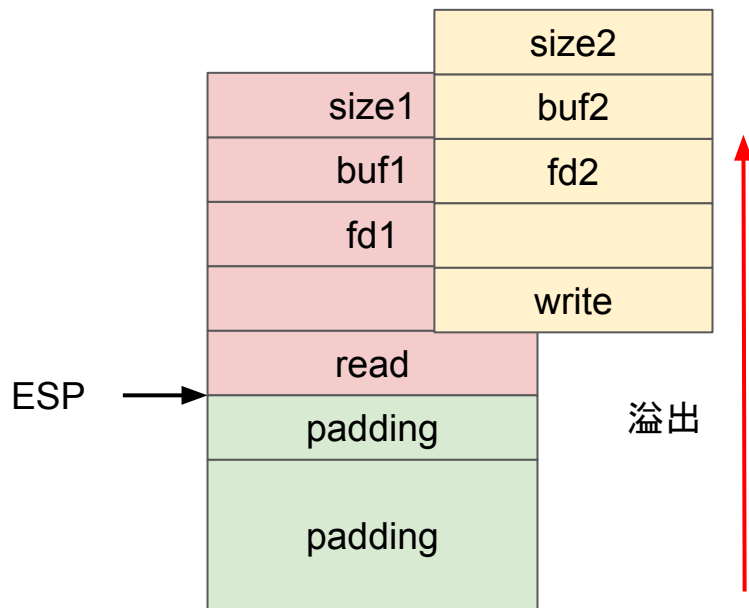 size2
size1
buf2
buf1
fd2
fd1
write
read
ESP
padding
溢出
padding